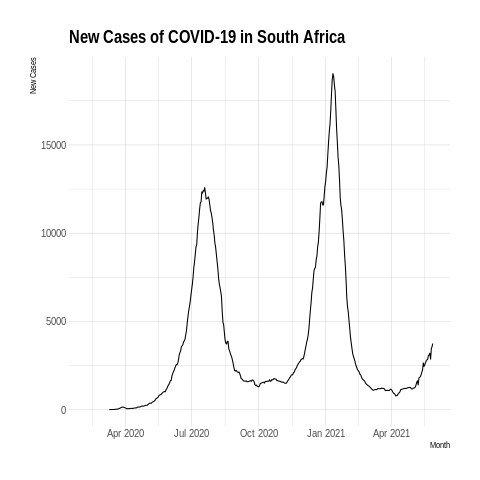 New Cases of COVID-19 in South Africa
New Cases
15000
10000
5000
0
Apr 2020 Jul 2020 Oct 2020 Jan 2021 Apr 2021
Month